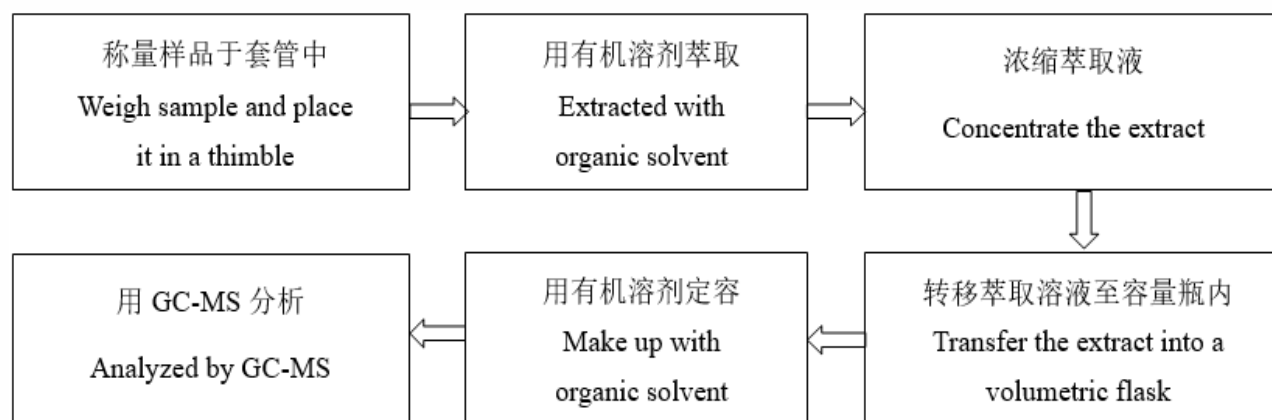 称量样品于套管中
Weigh sample and place
it in a thimble
用有机溶剂萃取
Extracted with
organic solvent
浓缩萃取液
Concentrate the extract
转移萃取溶液至容量瓶内
Transfer the extract into a
volumetric flask
用有机溶剂定容
Make up with
organic solvent
用 GC-MS 分析
Analyzed by GC-MS